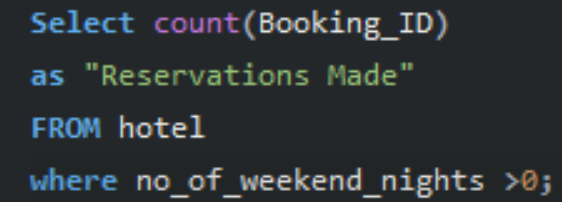 Select count(Booking_ID)
as "Reservations Made"
FROM hotel
where no_of_weekend_nights >0;